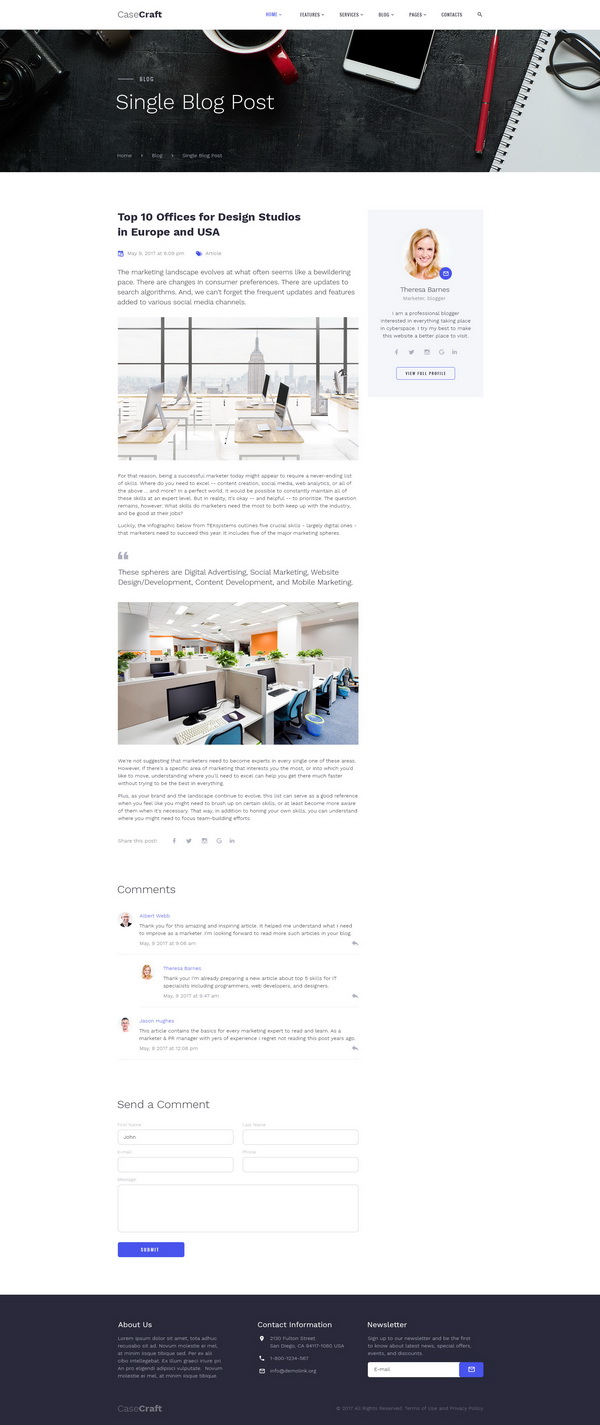 CaseCraft
HOME FEATURES SERVICES BLOG PAGES CONTACTS
BLOG
Single Blog Post
Home Blog Single Blog Post
Top 10 Offices for Design Studios
in Europe and USA
May 8, 2017 at 6:08 pm Article
The marketing landscape evolves at what often seems like a bewildering
pace. There are changes in consumer preferences. There are updates to
search algorithms. And, we can't forget the frequent updates and features
added to various social media channels.
Theresa Barnes
Marketer, blogger
I am a professional blogger
interested in everything taking place
in cyberspace. I try my best to make
this website a better place to visit.
VIEW FULL PROFILE
For that reason, being a successful marketer today might appear to require a never-ending list
of skills. Where do you need to excel -- content creation, social media, web analytics, or all of
the above ... and more? In a perfect world, it would be possible to constantly maintain all of
these skills at an expert level. But in reality, it's okay -- and helpful -- to prioritize. The question
remains, however: What skills do marketers need the most to both keep up with the industry,
and be good at their jobs?
Luckily, the infographic below from TEKsystems outlines five crucial skills - largely digital ones -
that marketers need to succeed this year. It includes five of the major marketing spheres.
These spheres are Digital Advertising, Social Marketing, Website
Design/Development, Content Development, and Mobile Marketing.
We're not suggesting that marketers need to become experts in every single one of these areas.
However, if there's a specific area of marketing that interests you the most, or into which you'd
like to move, understanding where you'll need to excel can help you get there much faster
without trying to be the best in everything.
Plus, as your brand and the landscape continue to evolve, this list can serve as a good reference
when you feel like you might need to brush up on certain skills, or at least become more aware
of them when it's necessary. That way, in addition to honing your own skills, you can understand
where you might need to focus team-building efforts.
Share this post!
Comments
Albert Webb
Thank you for this amazing and inspiring article. It helped me understand what I need
to improve as a marketer. I'm looking forward to read more such articles in your blog.
May, 9 2017 at 9:08 am
Theresa Barnes
Thank you! I'm already preparing a new article about top 5 skills for IT
specialists including programmers, web developers, and designers.
May, 9 2017 at 9:47 am
Jason Hughes
This article contains the basics for every marketing expert to read and learn. As a
marketer & PR manager with yers of experience I regret not reading this post years ago.
May, 9 2017 at 12:08 pm
Send a Comment
First Name Last Name
John
E-mail Phone
Message
SUBMIT
About Us
Lorem ipsum dolor sit amet, tota adhuc
recusabo sit ad. Novum molestie ei mel,
at minim iisque tibique sed. Per ex alii
cibo intellegebat. Ex illum graeci iriure pri.
An pro eligendi adipisci vulputate. Novum
molestie ei mel, at minim iisque tibique.
Contact Information
2130 Fulton Street
San Diego, CA 94117-1080 USA
1-800-1234-567
info@demolink.org
Newsletter
Sign up to our newsletter and be the first
to know about latest news, special offers,
events, and discounts.
E-mail
CaseCraft
© 2017 All Rights Reserved. Terms of Use and Privacy Policy